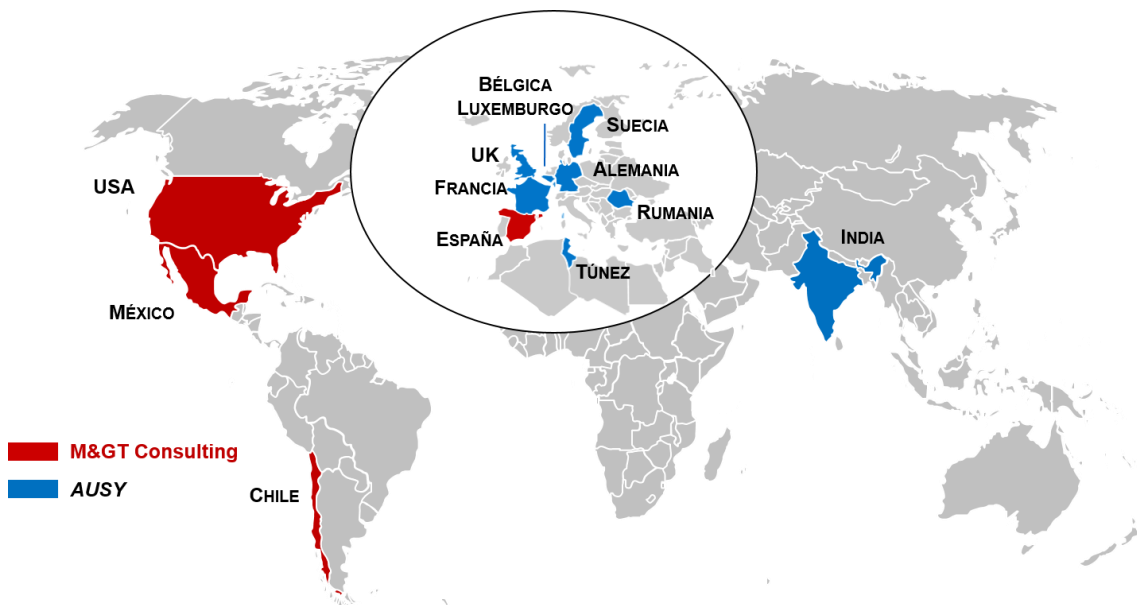 BÉLGICA
LUXEMBURGO
SUECIA
UK
ALEMANIA
USA
FRANCIA
RUMANIA
ESPAÑA
INDIA
TÚNEZ
MÉXICO
M&GT Consulting
AUSY
CHILE